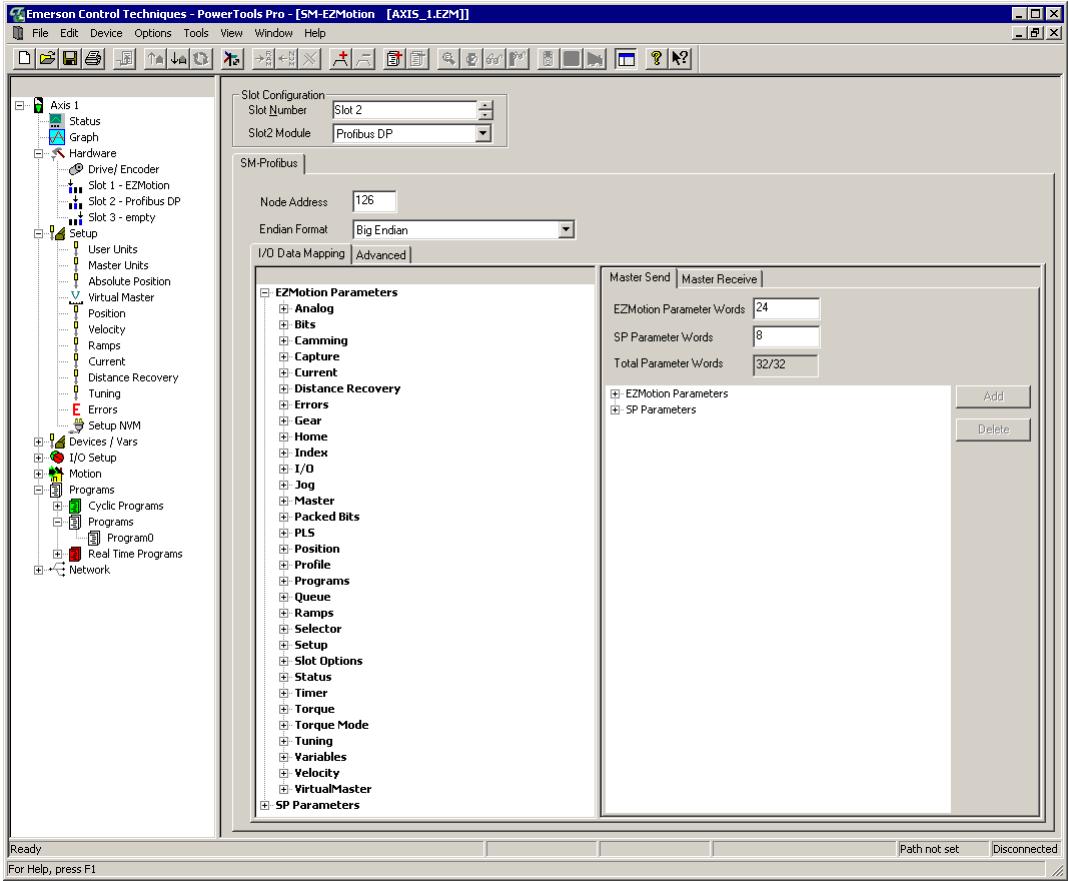 Emerson Control Techniques - PowerTools Pro - [SM-EZMotion [AXIS_1.EZM]]
File Edit Device Options Tools View Window Help
Axis 1
Status
Graph
Hardware
Drive/ Encoder
Slot 1 - EZMotion
Slot 2 - Profibus DP
Slot 3 - empty
Setup
User Units
Master Units
Absolute Position
Virtual Master
Position
Velocity
Ramps
Current
Distance Recovery
Tuning
Errors
Setup NVM
Devices / Vars
I/O Setup
Motion
Programs
Cyclic Programs
Programs
Program0
Real Time Programs
Network
Slot Configuration
Slot Number Slot 2
Slot2 Module Profibus DP
SM-Profibus
Node Address 126
Endian Format Big Endian
I/O Data Mapping Advanced
EZMotion Parameters
Analog
Bits
Camming
Capture
Current
Distance Recovery
Errors
Gear
Home
Index
I/O
Jog
Master
Packed Bits
PLS
Position
Profile
Programs
Queue
Ramps
Selector
Setup
Slot Options
Status
Timer
Torque
Torque Mode
Tuning
Variables
Velocity
VirtualMaster
SP Parameters
Master Send Master Receive
EZMotion Parameter Words 24
SP Parameter Words 8
Total Parameter Words 32/32
EZMotion Parameters
SP Parameters
Add
Delete
Ready Path not set Disconnected
For Help, press F1